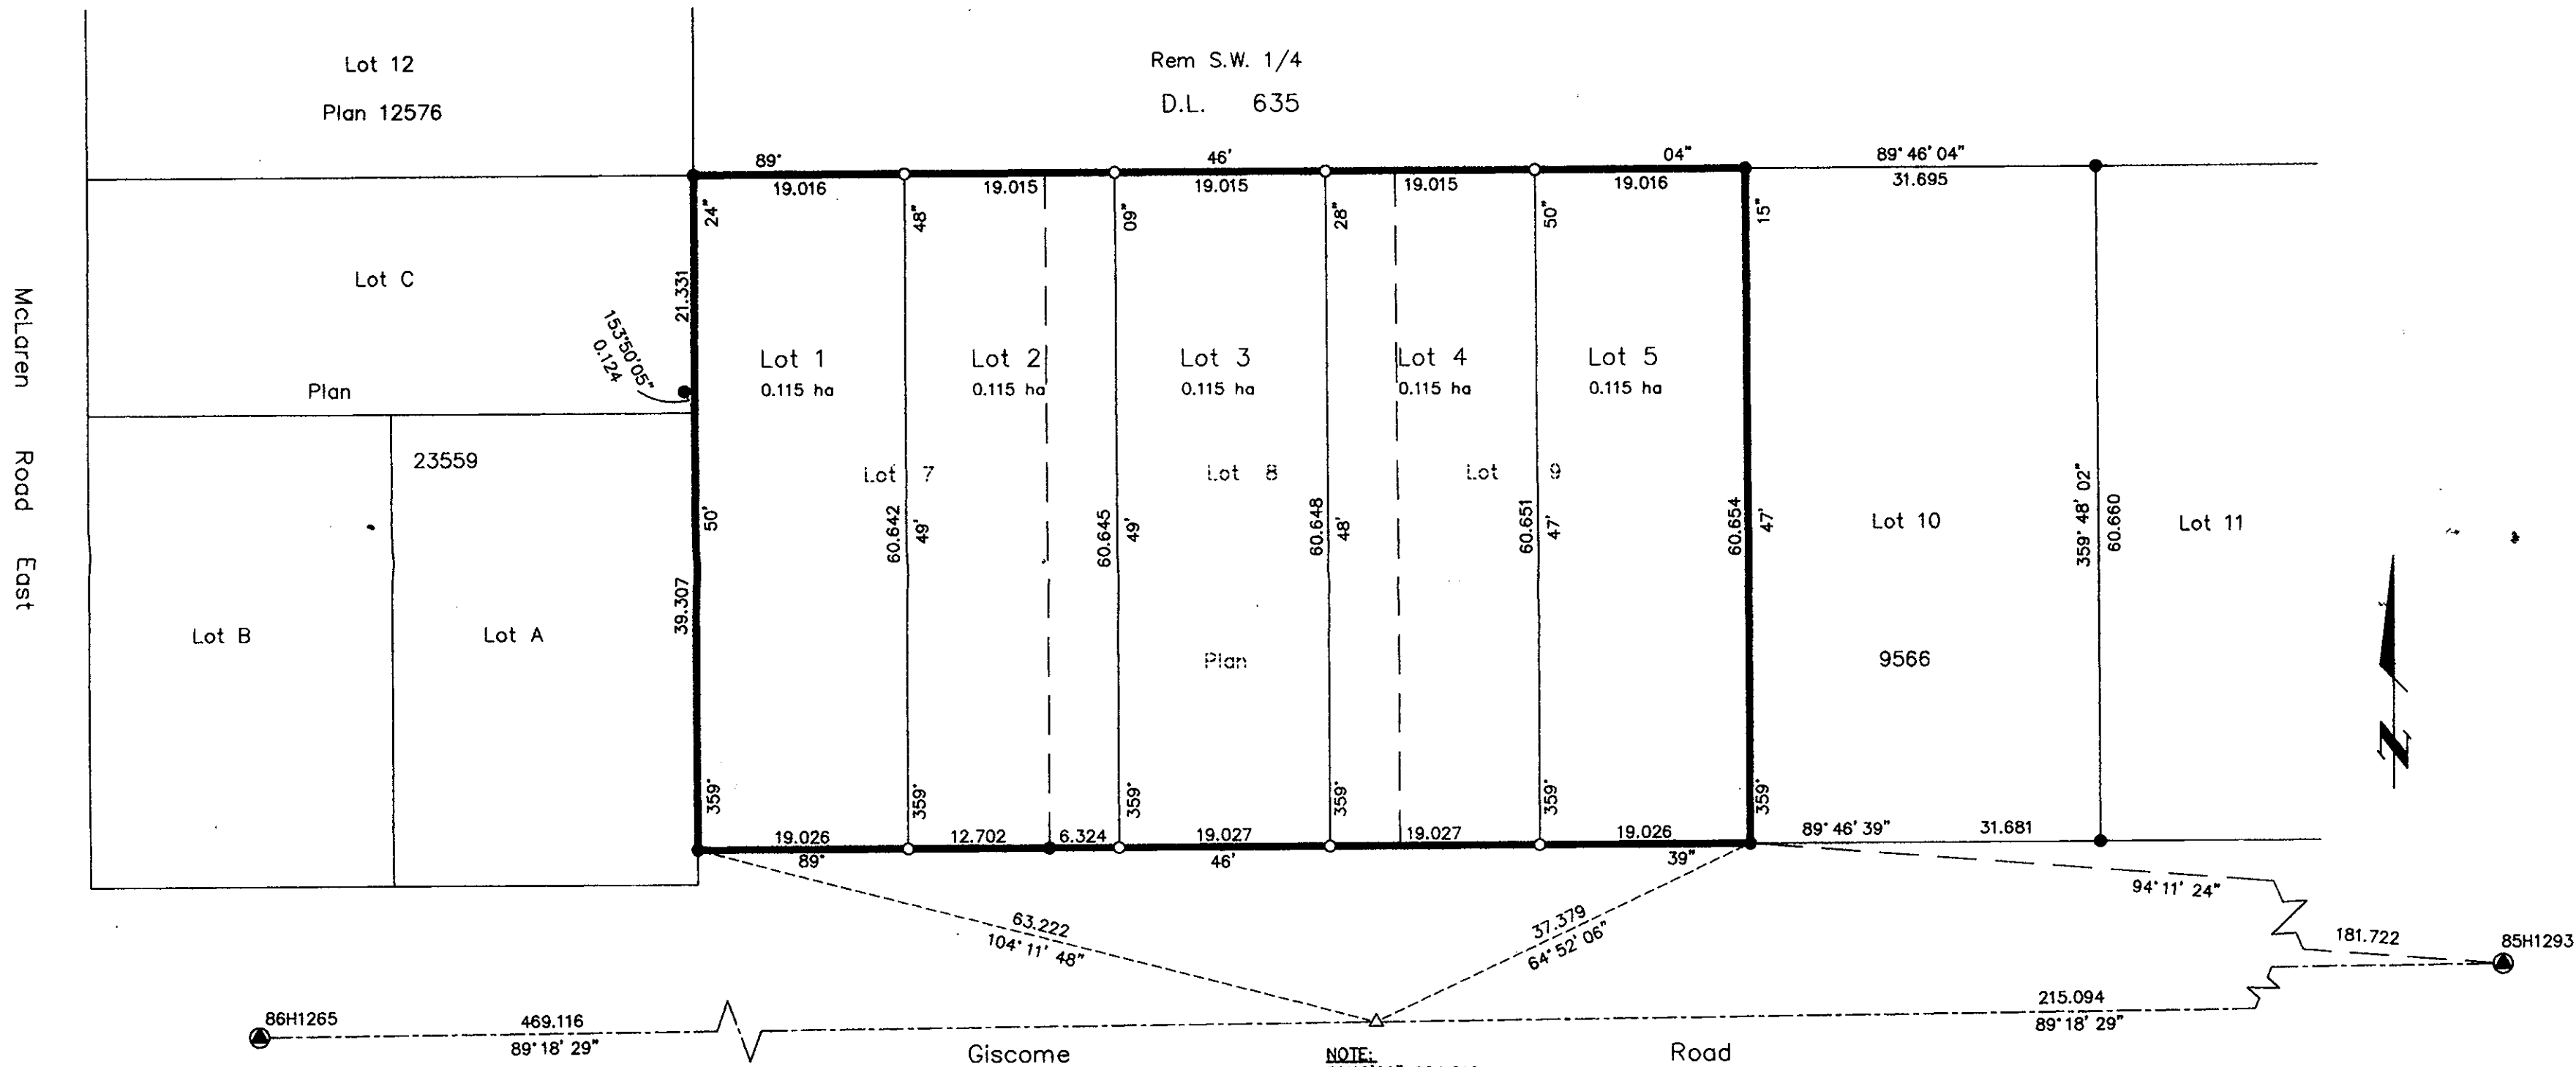 Lot 12
Plan 12576
Rem S.W. 1/4
D.L. 635
89° 46' 04"
89° 46' 04"
19.016 19.015 19.015 19.015 19.016 31.695
24" 48" 09" 28" 50" 15"
Lot C
21.331
153°50'05"
0.124
Plan
23559
Lot B
Lot A
McLaren Road East
Lot 1
0.115 ha
Lot 2
0.115 ha
Lot 3
0.115 ha
Lot 4
0.115 ha
Lot 5
0.115 ha
Lot 7
Lot 8
Lot 9
Lot 10
Lot 11
50'
60.642
49'
60.645
49'
60.648
48'
60.651
47'
60.654
47'
359° 48' 02"
60.660
39.307
Plan
9566
359° 359° 359° 359° 359° 359°
19.026 12.702 6.324 19.027 19.027 19.026
89° 46' 39"
89° 46' 39" 31.681
63.222
104° 11' 48"
37.379
64° 52' 06"
94° 11' 24"
181.722
85H1293
86H1265
469.116
89° 18' 29"
215.094
89° 18' 29"
Giscome Road
NOTE:
N